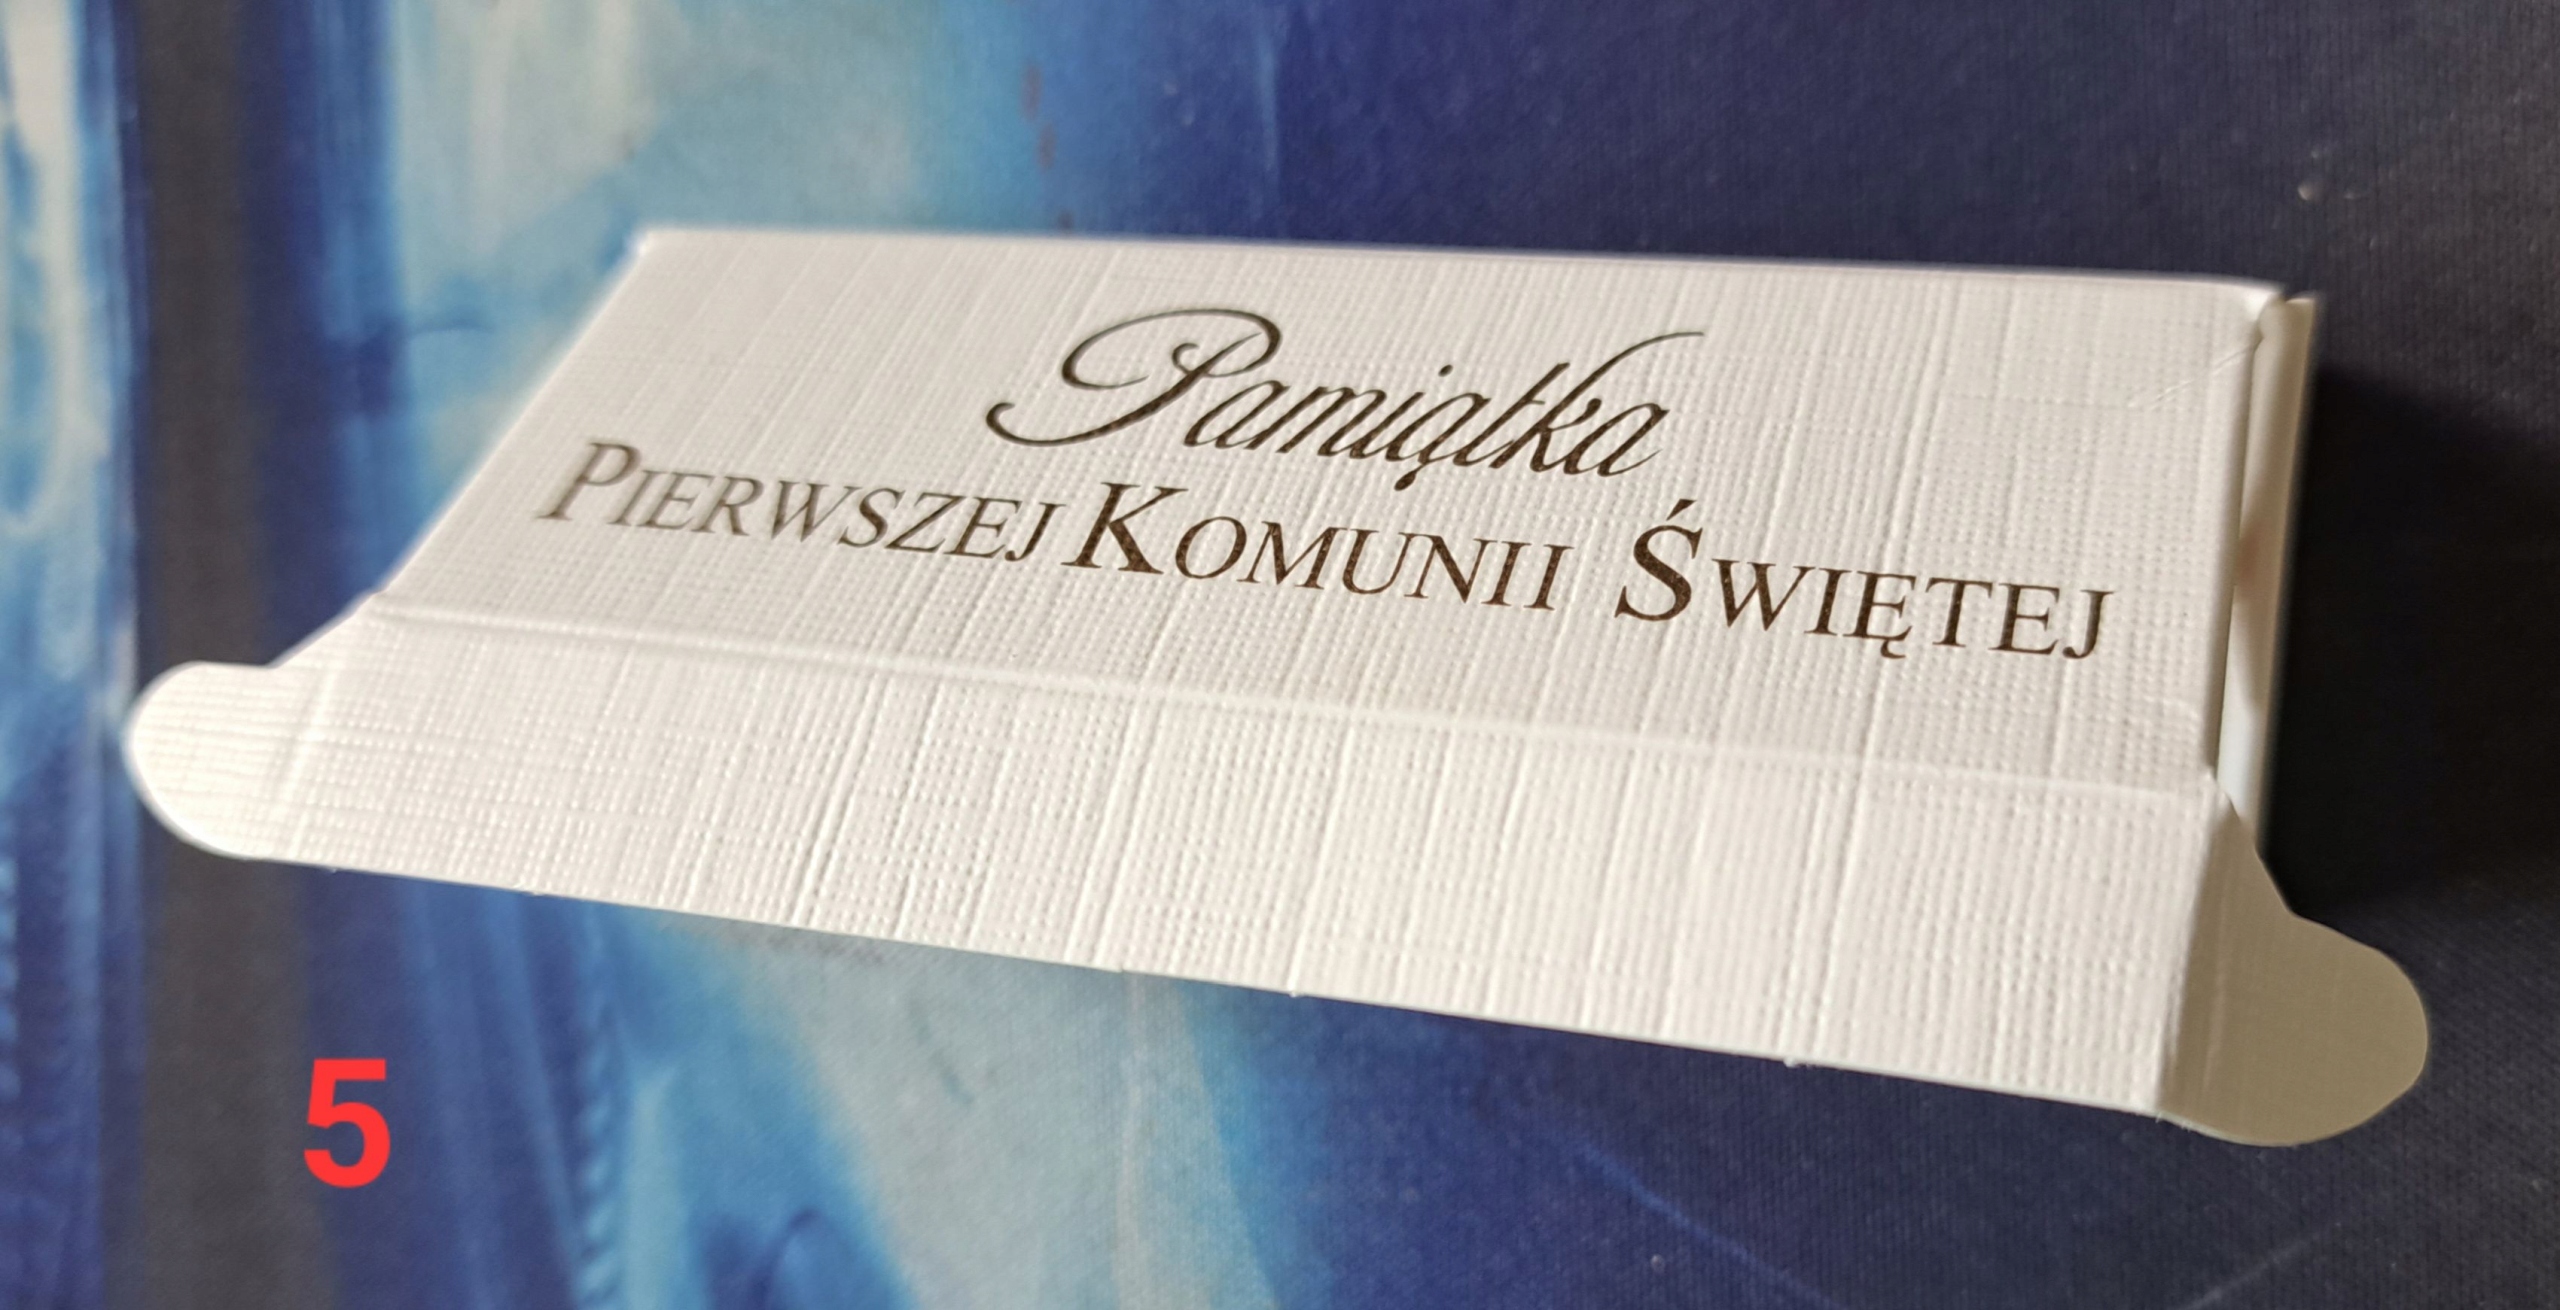 Pamiątka
PIERWSZEJ KOMUNII ŚWIĘTEJ
5